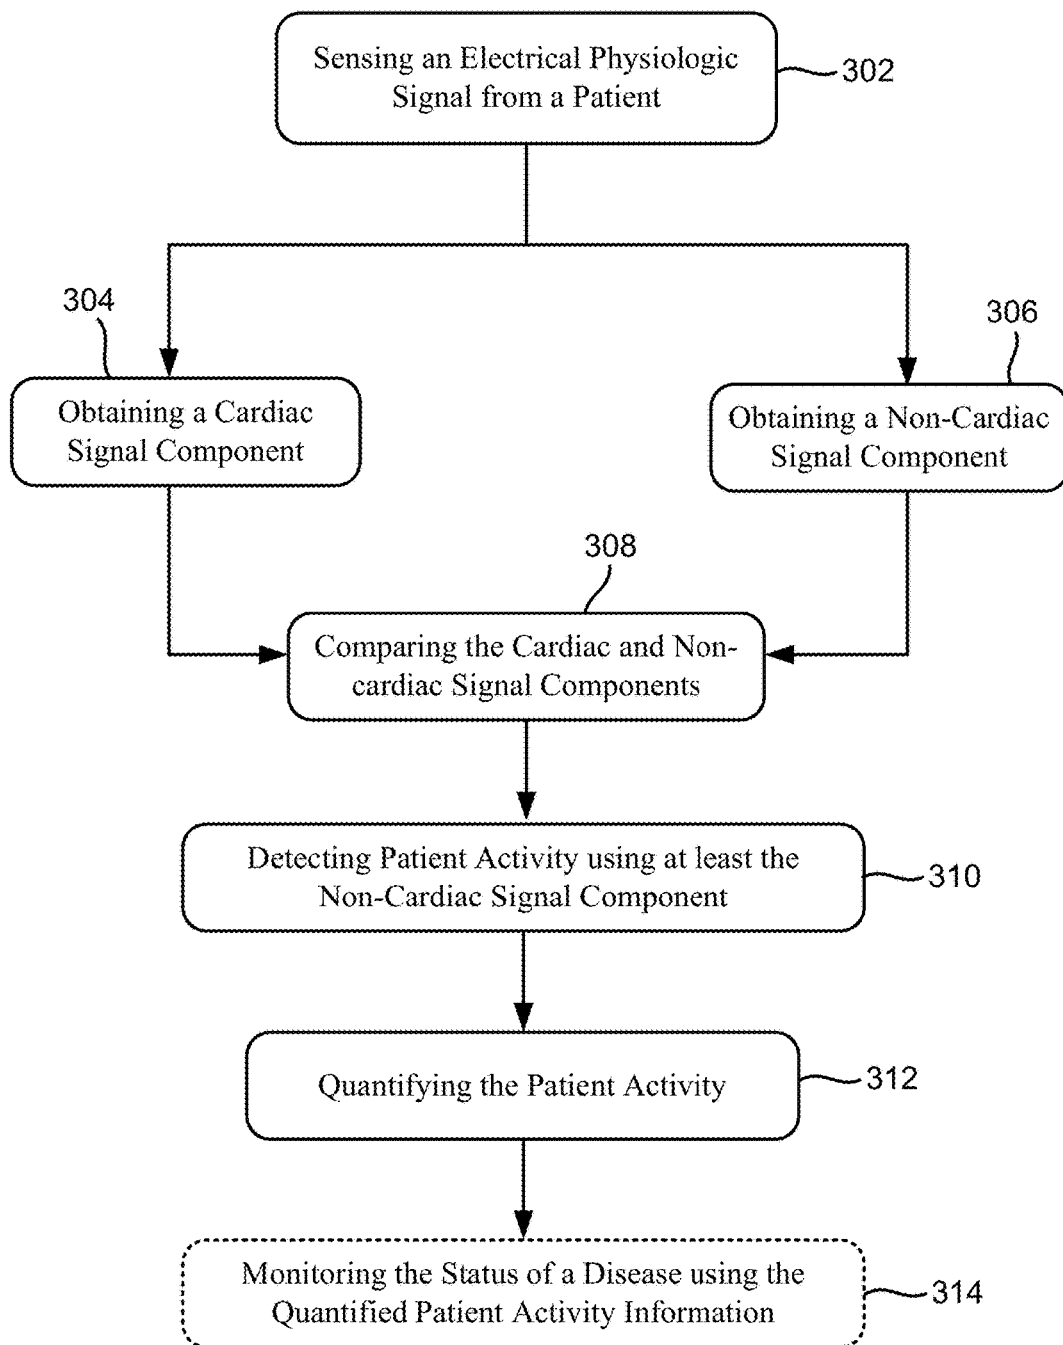 Sensing an Electrical Physiologic
Signal from a Patient
302
304
306
Obtaining a Cardiac
Signal Component
Obtaining a Non-Cardiac
Signal Component
308
Comparing the Cardiac and Non-
cardiac Signal Components
Detecting Patient Activity using at least the
Non-Cardiac Signal Component
310
Quantifying the Patient Activity
312
Monitoring the Status of a Disease using the
Quantified Patient Activity Information
314